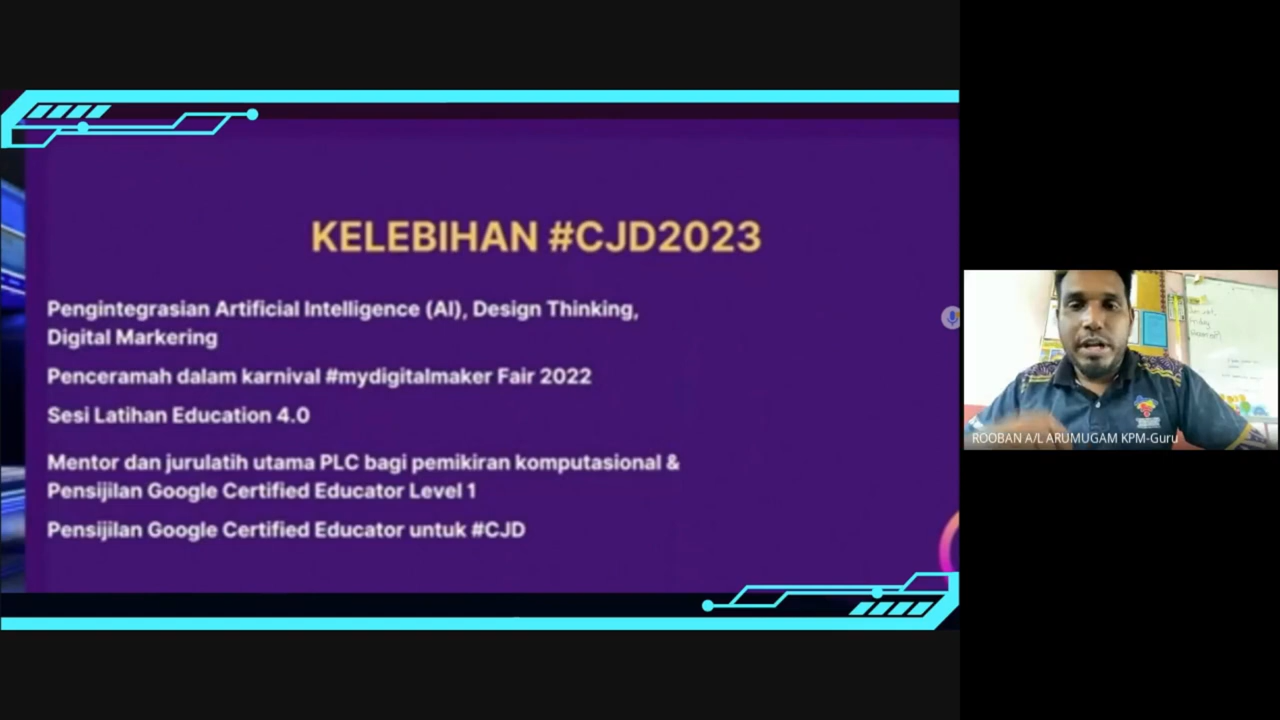 KELEBIHAN #CJD2023
Pengintegrasian Artificial Intelligence (AI), Design Thinking,
Digital Markering
Penceramah dalam karnival #mydigitalmaker Fair 2022
Sesi Latihan Education 4.0
Mentor dan jurulatih utama PLC bagi pemikiran komputasional &
Pensijilan Google Certified Educator Level 1
Pensijilan Google Certified Educator untuk #CJD
ROOBAN A/L ARUMUGAM KPM-Guru